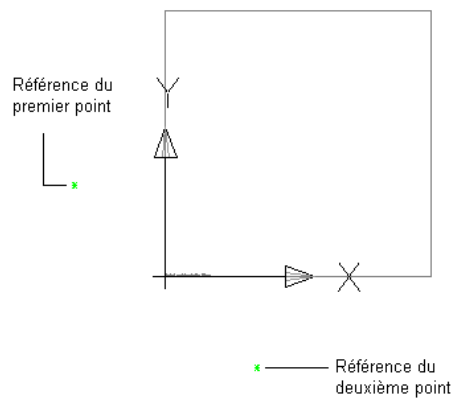 Y
Référence du
premier point
X
Référence du
deuxième point